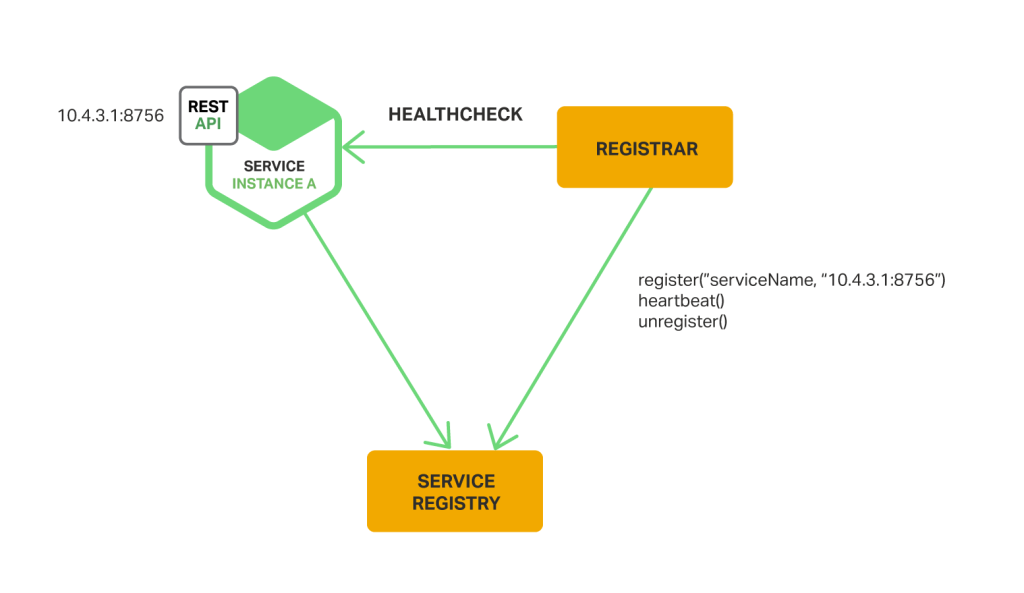 10.4.3.1:8756
REST
API
SERVICE
INSTANCE A
HEALTHCHECK
REGISTRAR
register(”serviceName, “10.4.3.1:8756”)
heartbeat()
unregister()
SERVICE
REGISTRY